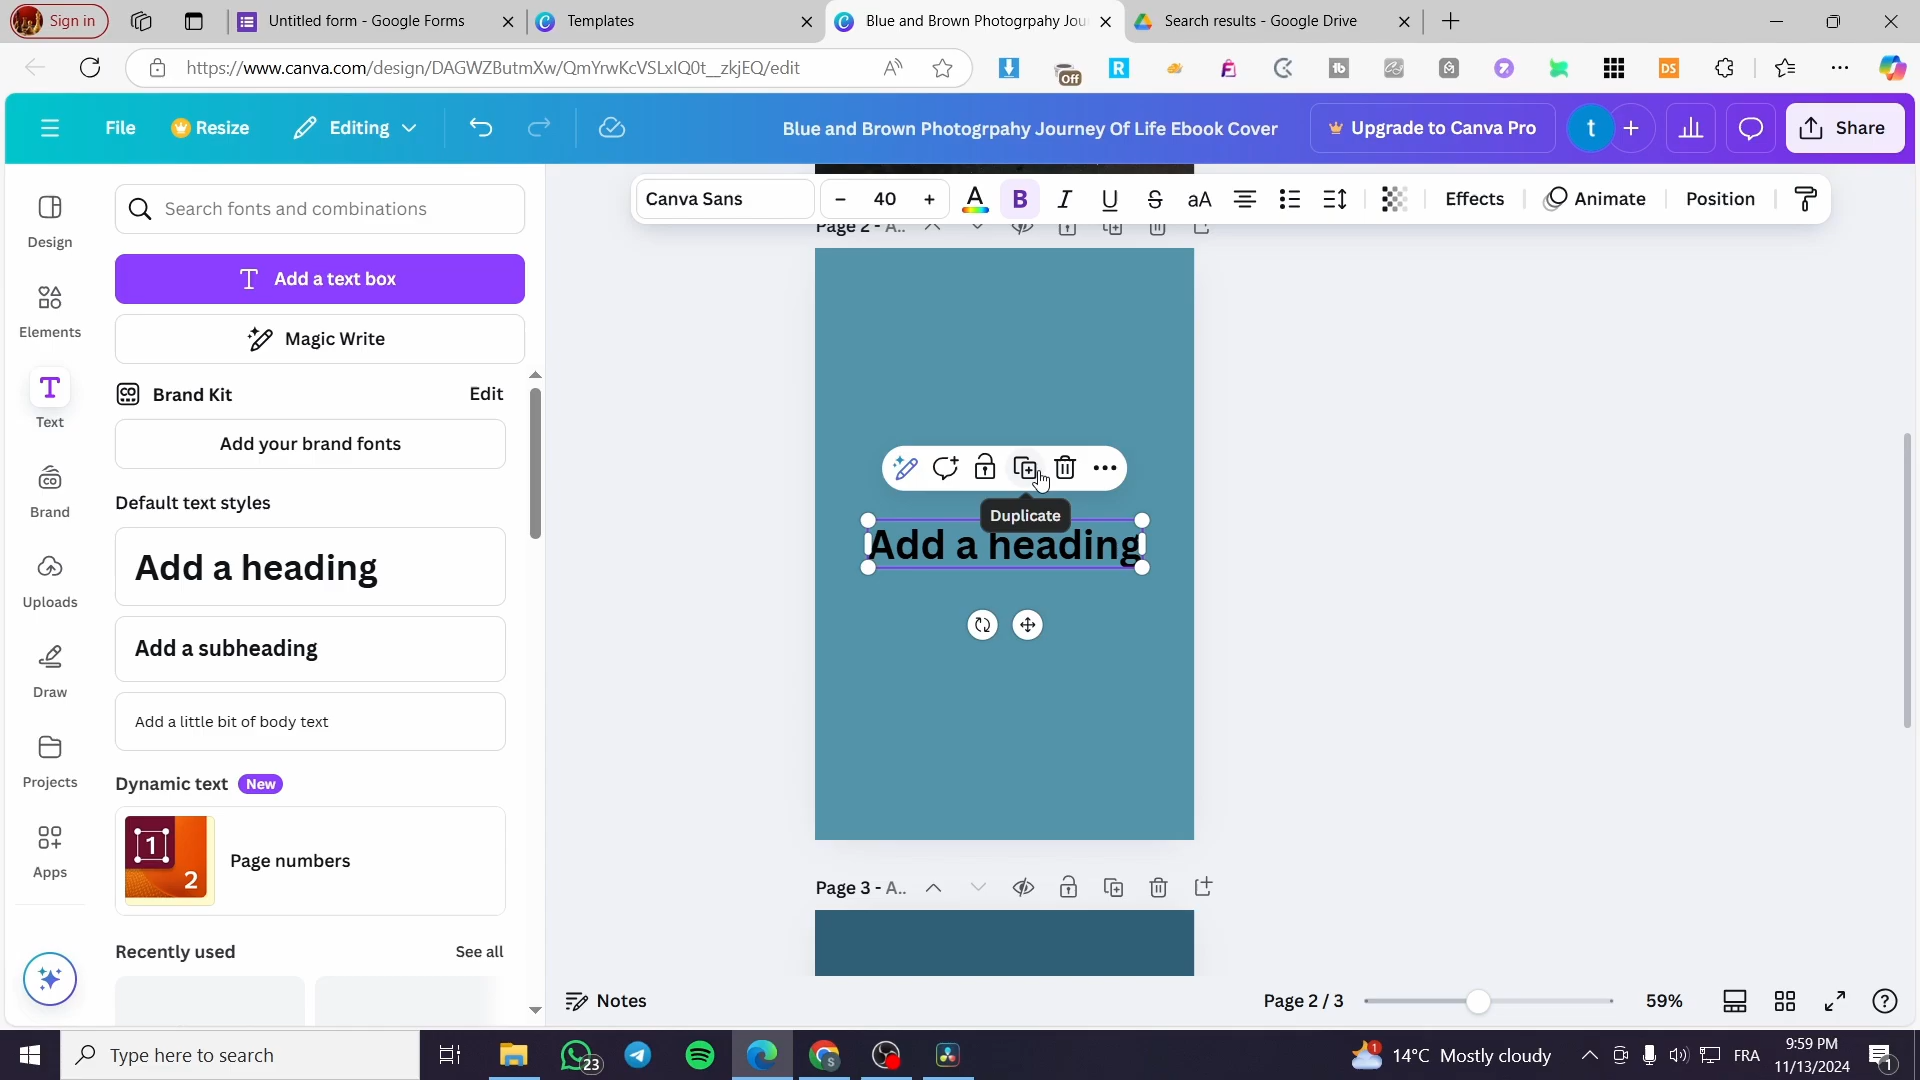 Sign in
Untitled form - Google Forms
Templates
Blue and Brown Photogrpahy Jou
Search results - Google Drive
https://www.canva.com/design/DAGWZButmXw/QmYrwKcVSLxIQ0t__zkjEQ/edit
Off
File
Resize
Editing
Blue and Brown Photogrpahy Journey Of Life Ebook Cover
Upgrade to Canva Pro
t
Share
Canva Sans
40
Effects
Animate
Position
Search fonts and combinations
Add a text box
Magic Write
Brand Kit
Edit
Add your brand fonts
Default text styles
Add a heading
Add a subheading
Add a little bit of body text
Dynamic text
New
Page numbers
Recently used
See all
Design
Elements
Text
Brand
Uploads
Draw
Projects
Apps
Page 2 - A..
Duplicate
Add a heading
Page 3 - A..
Notes
Page 2 / 3
59%
Type here to search
23
14°C Mostly cloudy
FRA
9:59 PM
11/13/2024
1